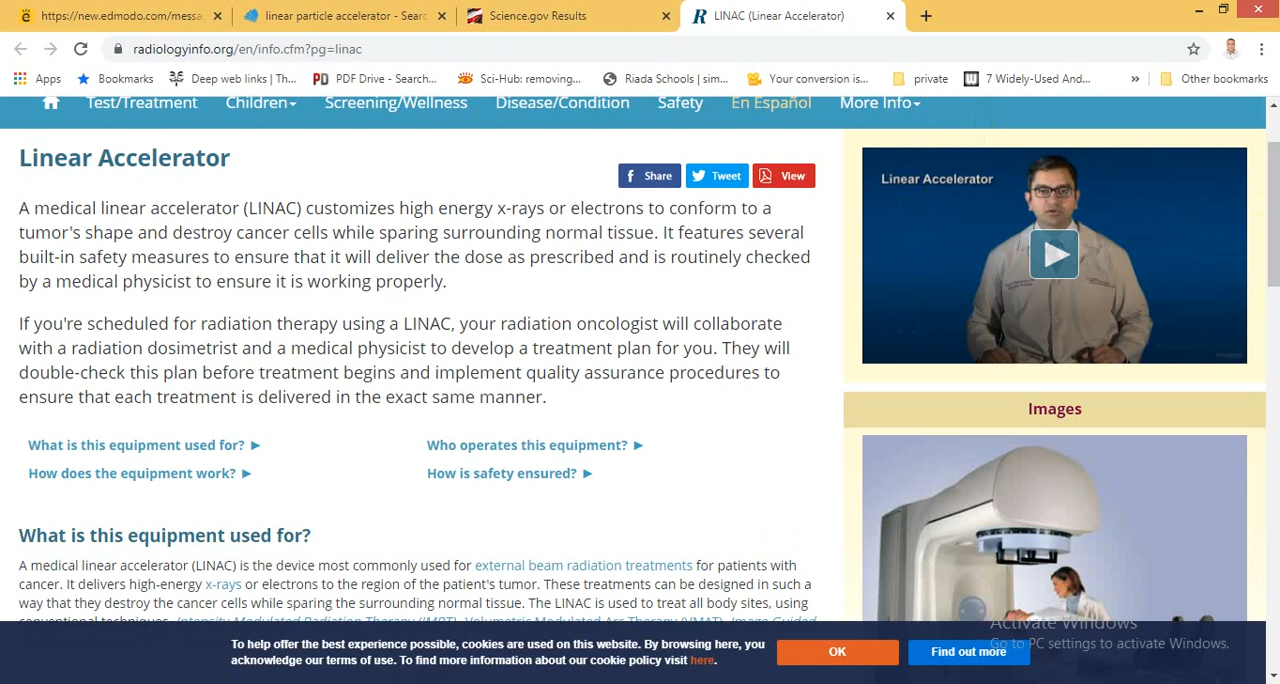 https://new.edmodo.com/messa
linear particle accelerator - Searc
Science.gov Results
LINAC (Linear Accelerator)
radiologyinfo.org/en/info.cfm?pg=linac
Apps
Bookmarks
Deep web links | Th...
PDF Drive - Search...
Sci-Hub: removing...
Riada Schools | sim...
Your conversion is...
private
7 Widely-Used And...
»
Other bookmarks
Test/Treatment
Children
Screening/Wellness
Disease/Condition
Safety
En Español
More Info
Linear Accelerator
Share
Tweet
View
A medical linear accelerator (LINAC) customizes high energy x-rays or electrons to conform to a
tumor's shape and destroy cancer cells while sparing surrounding normal tissue. It features several
built-in safety measures to ensure that it will deliver the dose as prescribed and is routinely checked
by a medical physicist to ensure it is working properly.
If you're scheduled for radiation therapy using a LINAC, your radiation oncologist will collaborate
with a radiation dosimetrist and a medical physicist to develop a treatment plan for you. They will
double-check this plan before treatment begins and implement quality assurance procedures to
ensure that each treatment is delivered in the exact same manner.
What is this equipment used for? ►
Who operates this equipment? ►
How does the equipment work? ►
How is safety ensured? ►
What is this equipment used for?
A medical linear accelerator (LINAC) is the device most commonly used for external beam radiation treatments for patients with
cancer. It delivers high-energy x-rays or electrons to the region of the patient's tumor. These treatments can be designed in such a
way that they destroy the cancer cells while sparing the surrounding normal tissue. The LINAC is used to treat all body sites, using
conventional techniques, Intensity-Modulated Radiation Therapy (IMRT), Volumetric Modulated Arc Therapy (VMAT), Image Guided
Linear Accelerator
Images
To help offer the best experience possible, cookies are used on this website. By browsing here, you
acknowledge our terms of use. To find more information about our cookie policy visit here.
OK
Find out more
Activate Windows
Go to PC settings to activate Windows.